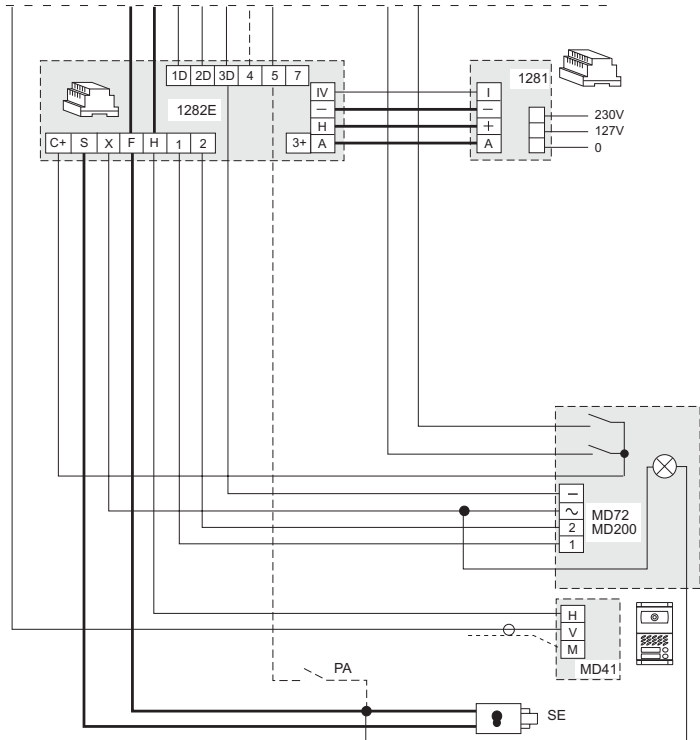 1D 2D 3D 4 5 7
1282E
IV
–
H
3+ A
C+ S X F H 1 2
1281
I
–
+
A
230V
127V
0
–
~
2
1
MD72
MD200
H
V
M
MD41
PA
SE